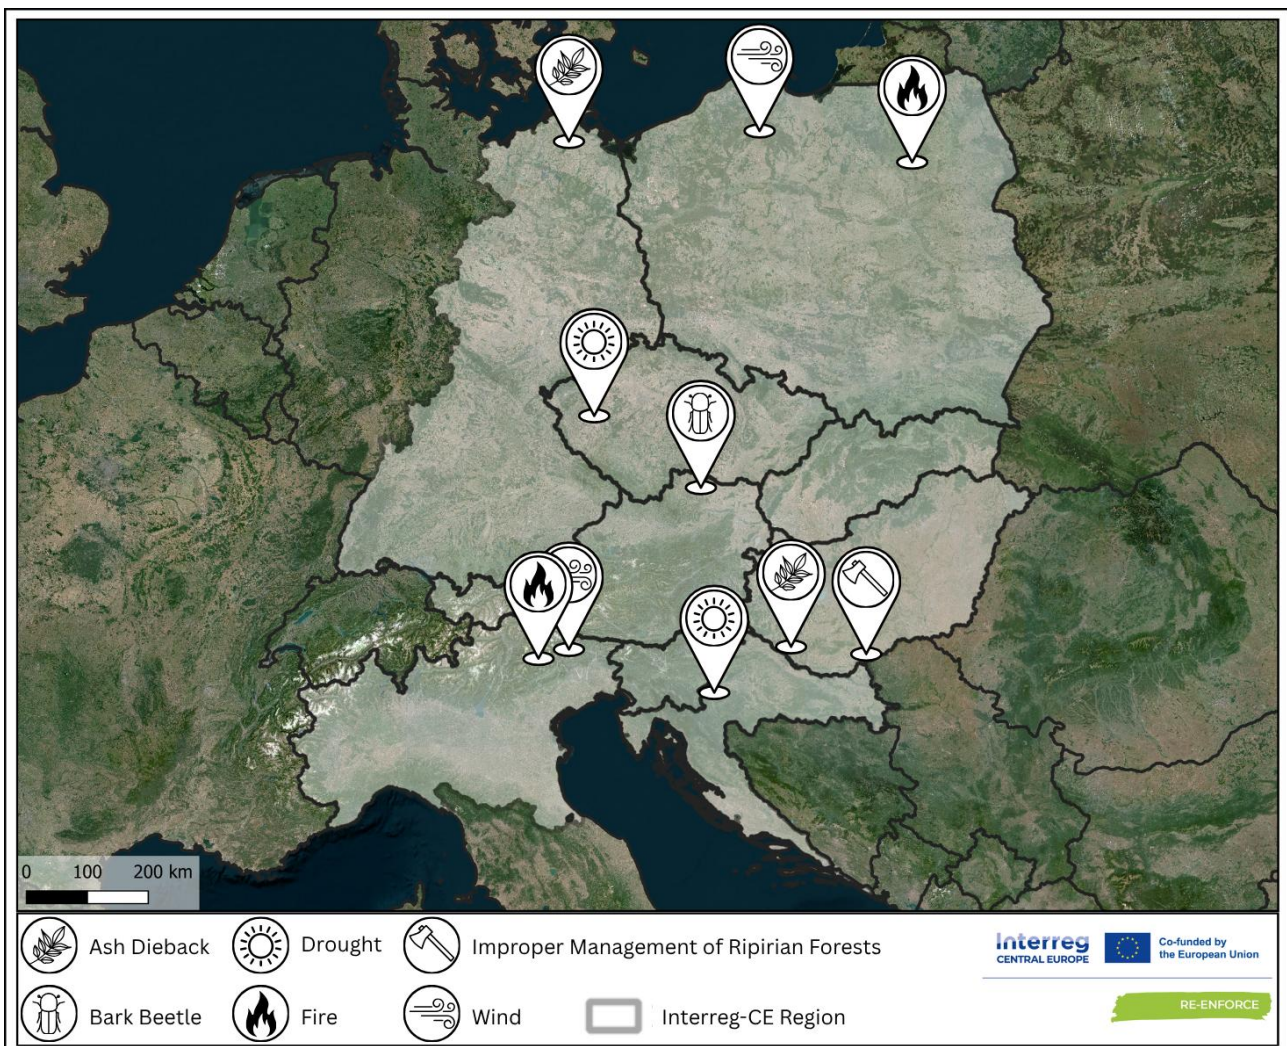 0 100 200 km
Ash Dieback
Drought
Improper Management of Ripirian Forests
Bark Beetle
Fire
Wind
Interreg-CE Region
Interreg
CENTRAL EUROPE
Co-funded by
the European Union
RE-ENFORCE